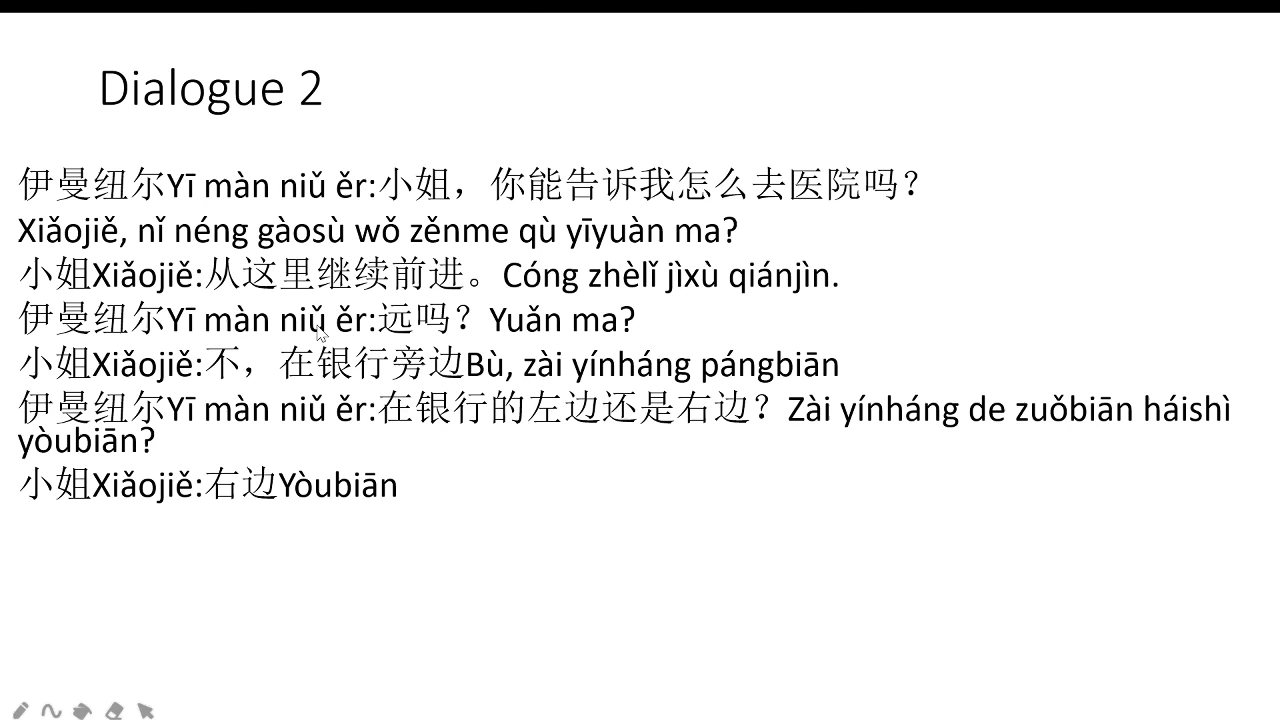 Dialogue 2
伊曼纽尔Yī màn niǔ ěr:小姐，你能告诉我怎么去医院吗？
Xiǎojiě, nǐ néng gàosù wǒ zěnme qù yīyuàn ma?
小姐Xiǎojiě:从这里继续前进。Cóng zhèlǐ jìxù qiánjìn.
伊曼纽尔Yī màn niǔ ěr:远吗？Yuǎn ma?
小姐Xiǎojiě:不，在银行旁边Bù, zài yínháng pángbiān
伊曼纽尔Yī màn niǔ ěr:在银行的左边还是右边？Zài yínháng de zuǒbiān háishì
yòubiān?
小姐Xiǎojiě:右边Yòubiān